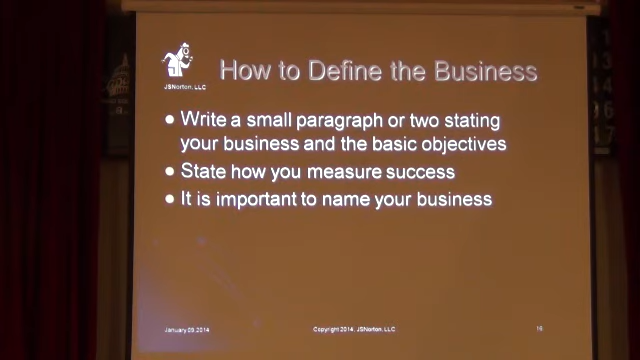 How to Define the Business
JSNorton, LLC
● Write a small paragraph or two stating
your business and the basic objectives
● State how you measure success
● It is important to name your business
January 09, 2014
Copyright 2014, JSNorton, LLC
16